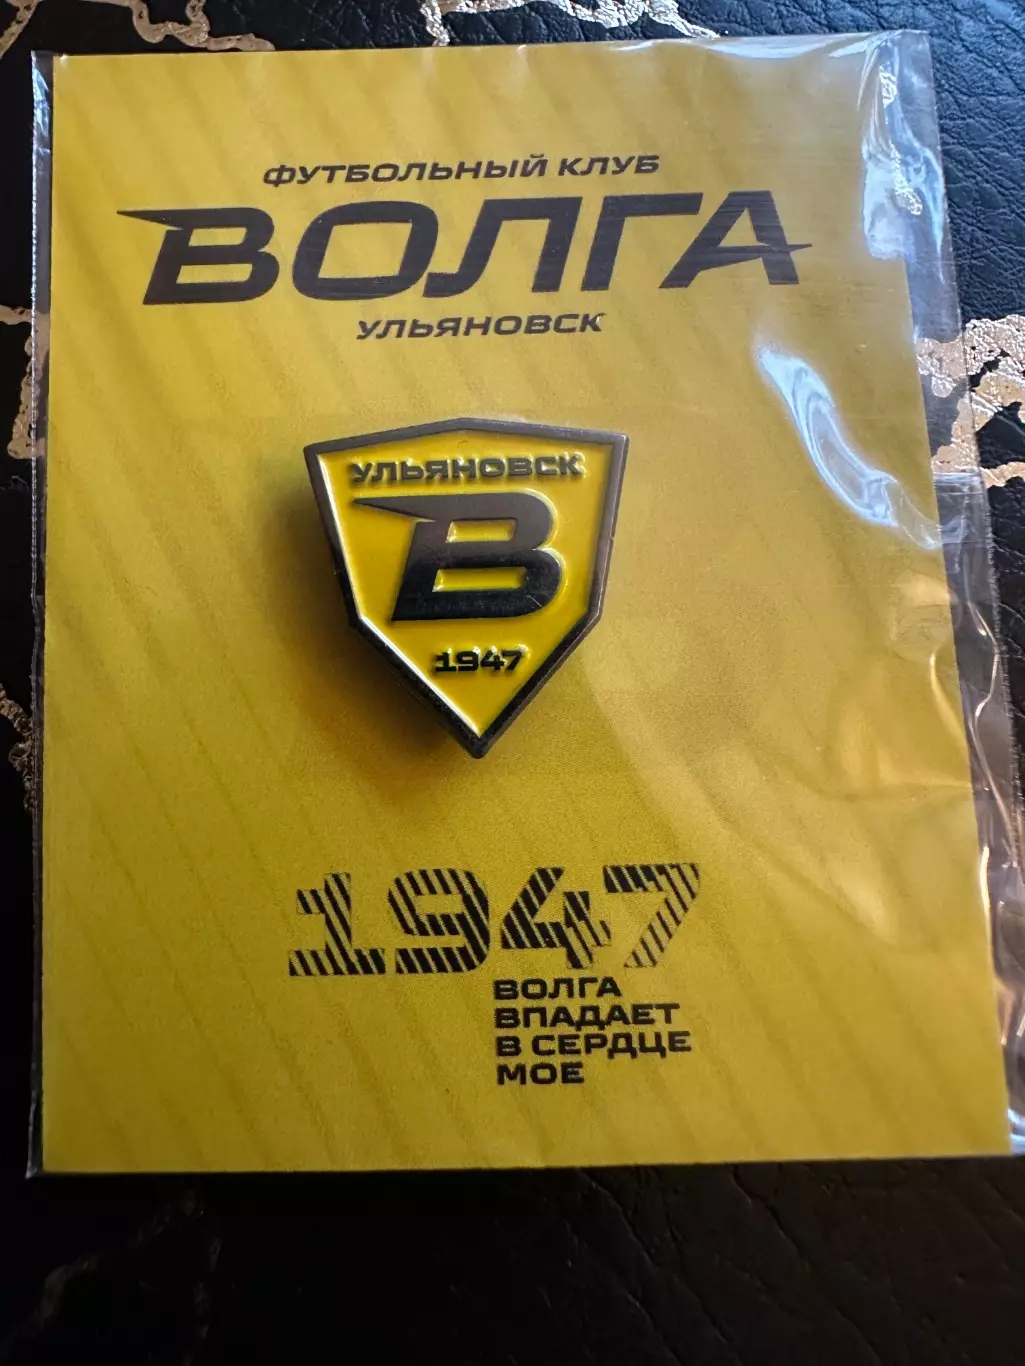 ФУТБОЛЬНЫЙ КЛУБ
ВОЛГА
УЛЬЯНОВСК
УЛЬЯНОВСК
В
1947
1947
ВОЛГА
ВПАДАЕТ
В СЕРДЦЕ
МОЕ